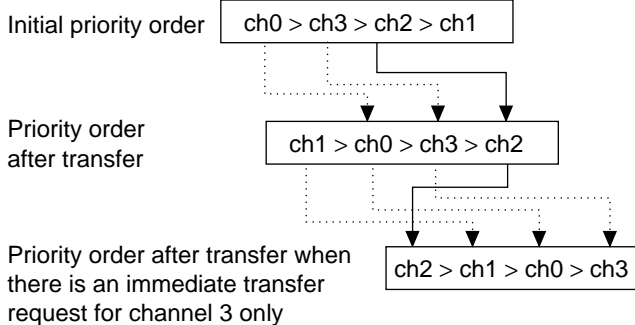 Initial priority order
ch0 > ch3 > ch2 > ch1
Priority order
after transfer
ch1 > ch0 > ch3 > ch2
Priority order after transfer when
there is an immediate transfer
request for channel 3 only
ch2 > ch1 > ch0 > ch3